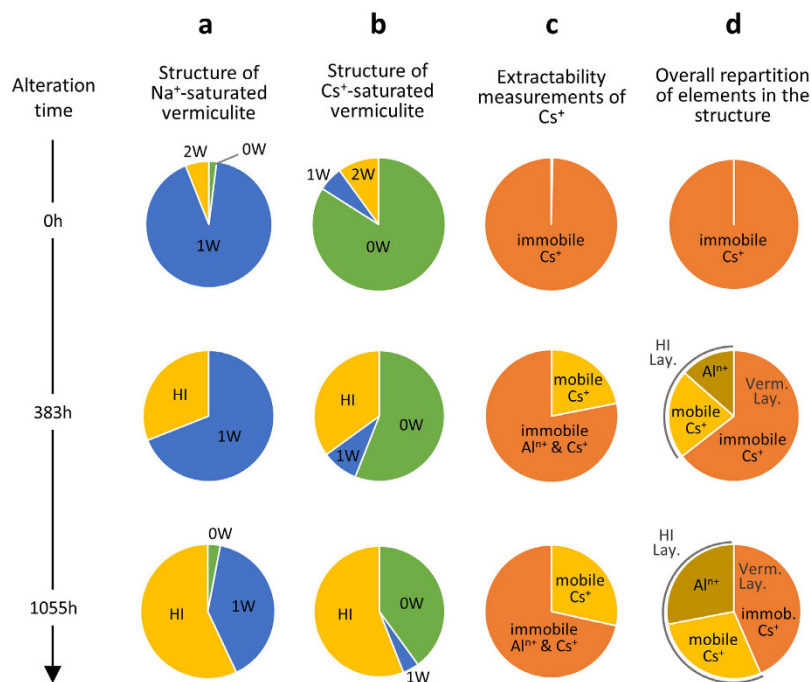 a
b
c
d
Alteration
time
Structure of
Na⁺-saturated
vermiculite
Structure of
Cs⁺-saturated
vermiculite
Extractability
measurements of
Cs⁺
Overall repartition
of elements in the
structure
0h
2W
0W
1W
1W
2W
0W
immobile
Cs⁺
immobile
Cs⁺
383h
HI
1W
HI
0W
1W
mobile
Cs⁺
immobile
Alⁿ⁺ & Cs⁺
HI
Lay.
Alⁿ⁺
Verm.
Lay.
mobile
Cs⁺
immobile
Cs⁺
1055h
0W
HI
1W
HI
0W
1W
mobile
Cs⁺
immobile
Alⁿ⁺ & Cs⁺
HI
Lay.
Alⁿ⁺
Verm.
Lay.
immob.
Cs⁺
mobile
Cs⁺